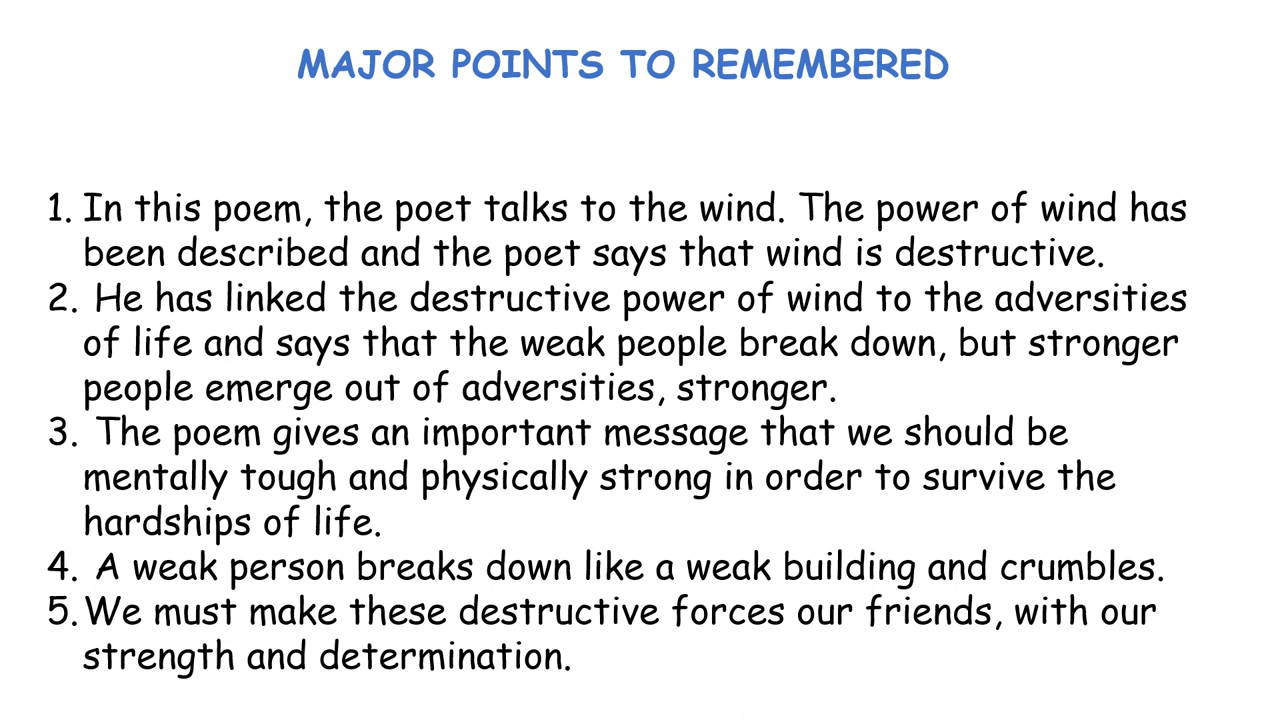 MAJOR POINTS TO REMEMBERED
1. In this poem, the poet talks to the wind. The power of wind has
been described and the poet says that wind is destructive.
2. He has linked the destructive power of wind to the adversities
of life and says that the weak people break down, but stronger
people emerge out of adversities, stronger.
3. The poem gives an important message that we should be
mentally tough and physically strong in order to survive the
hardships of life.
4. A weak person breaks down like a weak building and crumbles.
5. We must make these destructive forces our friends, with our
strength and determination.